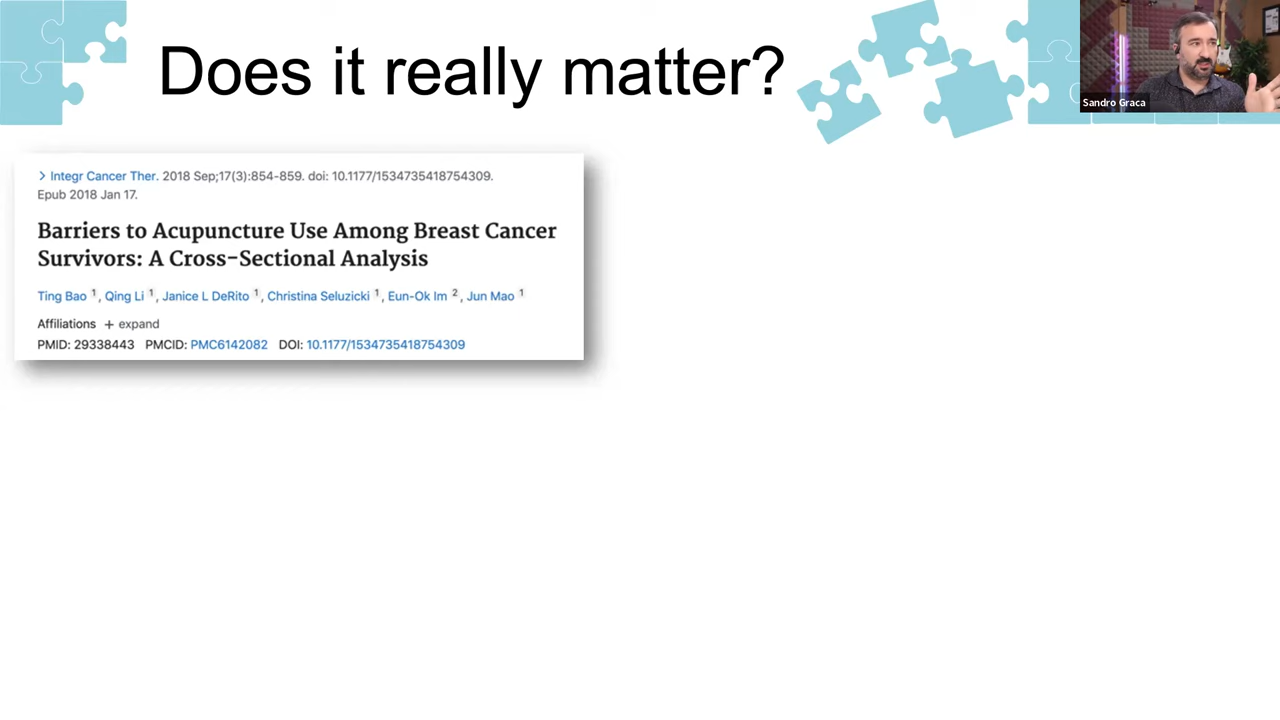 Does it really matter?
Sandro Graca
> Integr Cancer Ther. 2018 Sep;17(3):854-859. doi: 10.1177/1534735418754309.
Epub 2018 Jan 17.
Barriers to Acupuncture Use Among Breast Cancer
Survivors: A Cross-Sectional Analysis
Ting Bao 1, Qing Li 1, Janice L DeRito 1, Christina Seluzicki 1, Eun-Ok Im 2, Jun Mao 1
Affiliations + expand
PMID: 29338443 PMCID: PMC6142082 DOI: 10.1177/1534735418754309